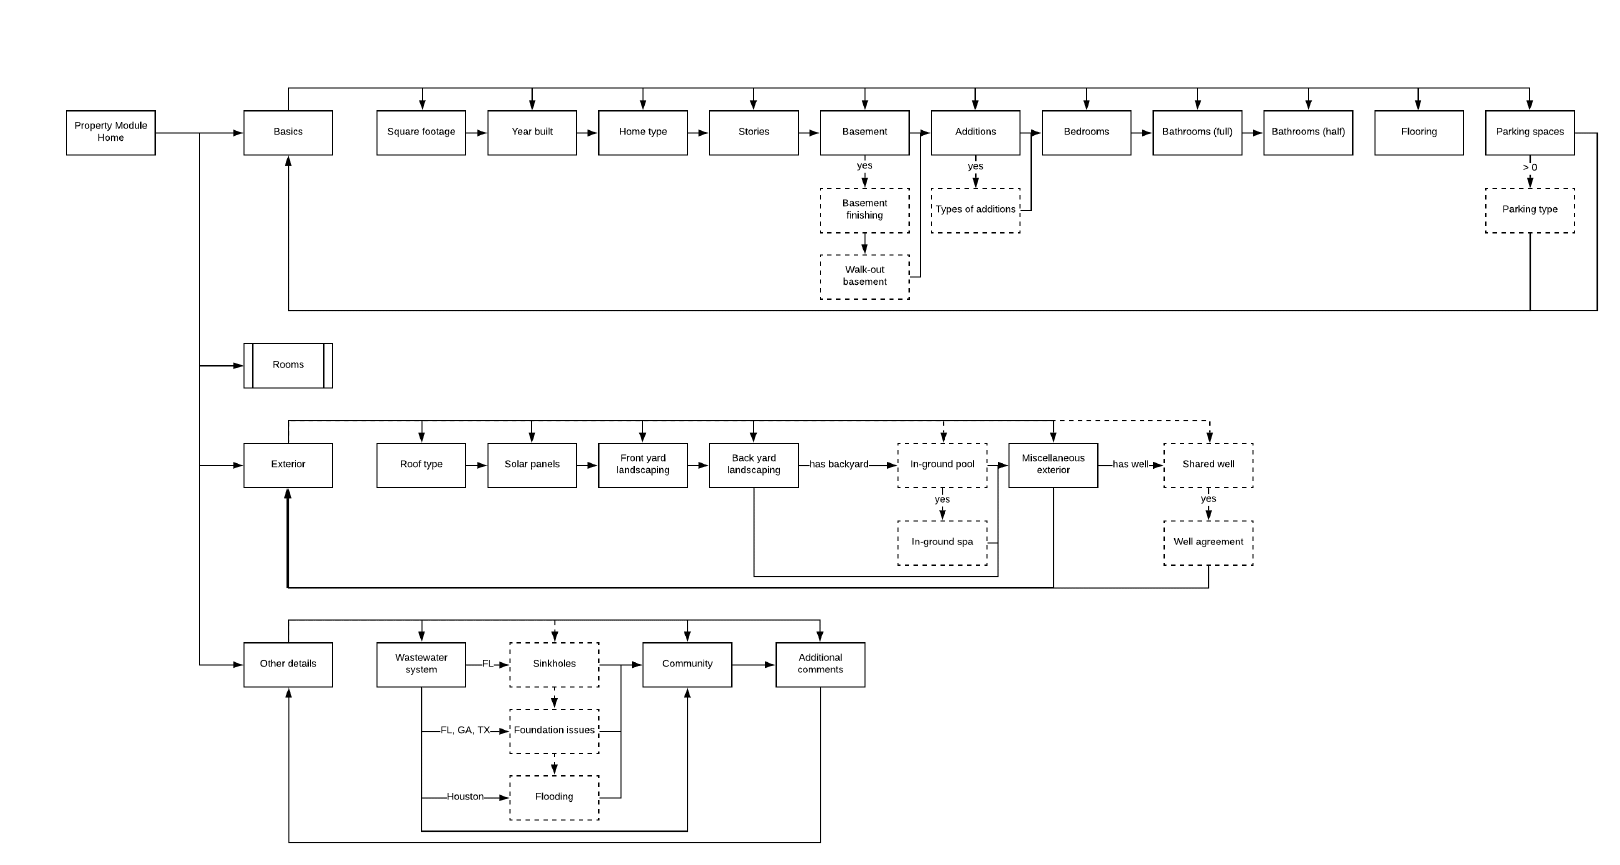 Property Module
Home
Basics
Square footage
Year built
Home type
Stories
Basement
Additions
Bedrooms
Bathrooms (full)
Bathrooms (half)
Flooring
Parking spaces
yes
yes
> 0
Basement
finishing
Types of additions
Parking type
Walk-out
basement
Rooms
Exterior
Roof type
Solar panels
Front yard
landscaping
Back yard
landscaping
has backyard
In-ground pool
Miscellaneous
exterior
has well
Shared well
yes
yes
In-ground spa
Well agreement
Other details
Wastewater
system
FL
Sinkholes
Community
Additional
comments
FL, GA, TX
Foundation issues
Houston
Flooding